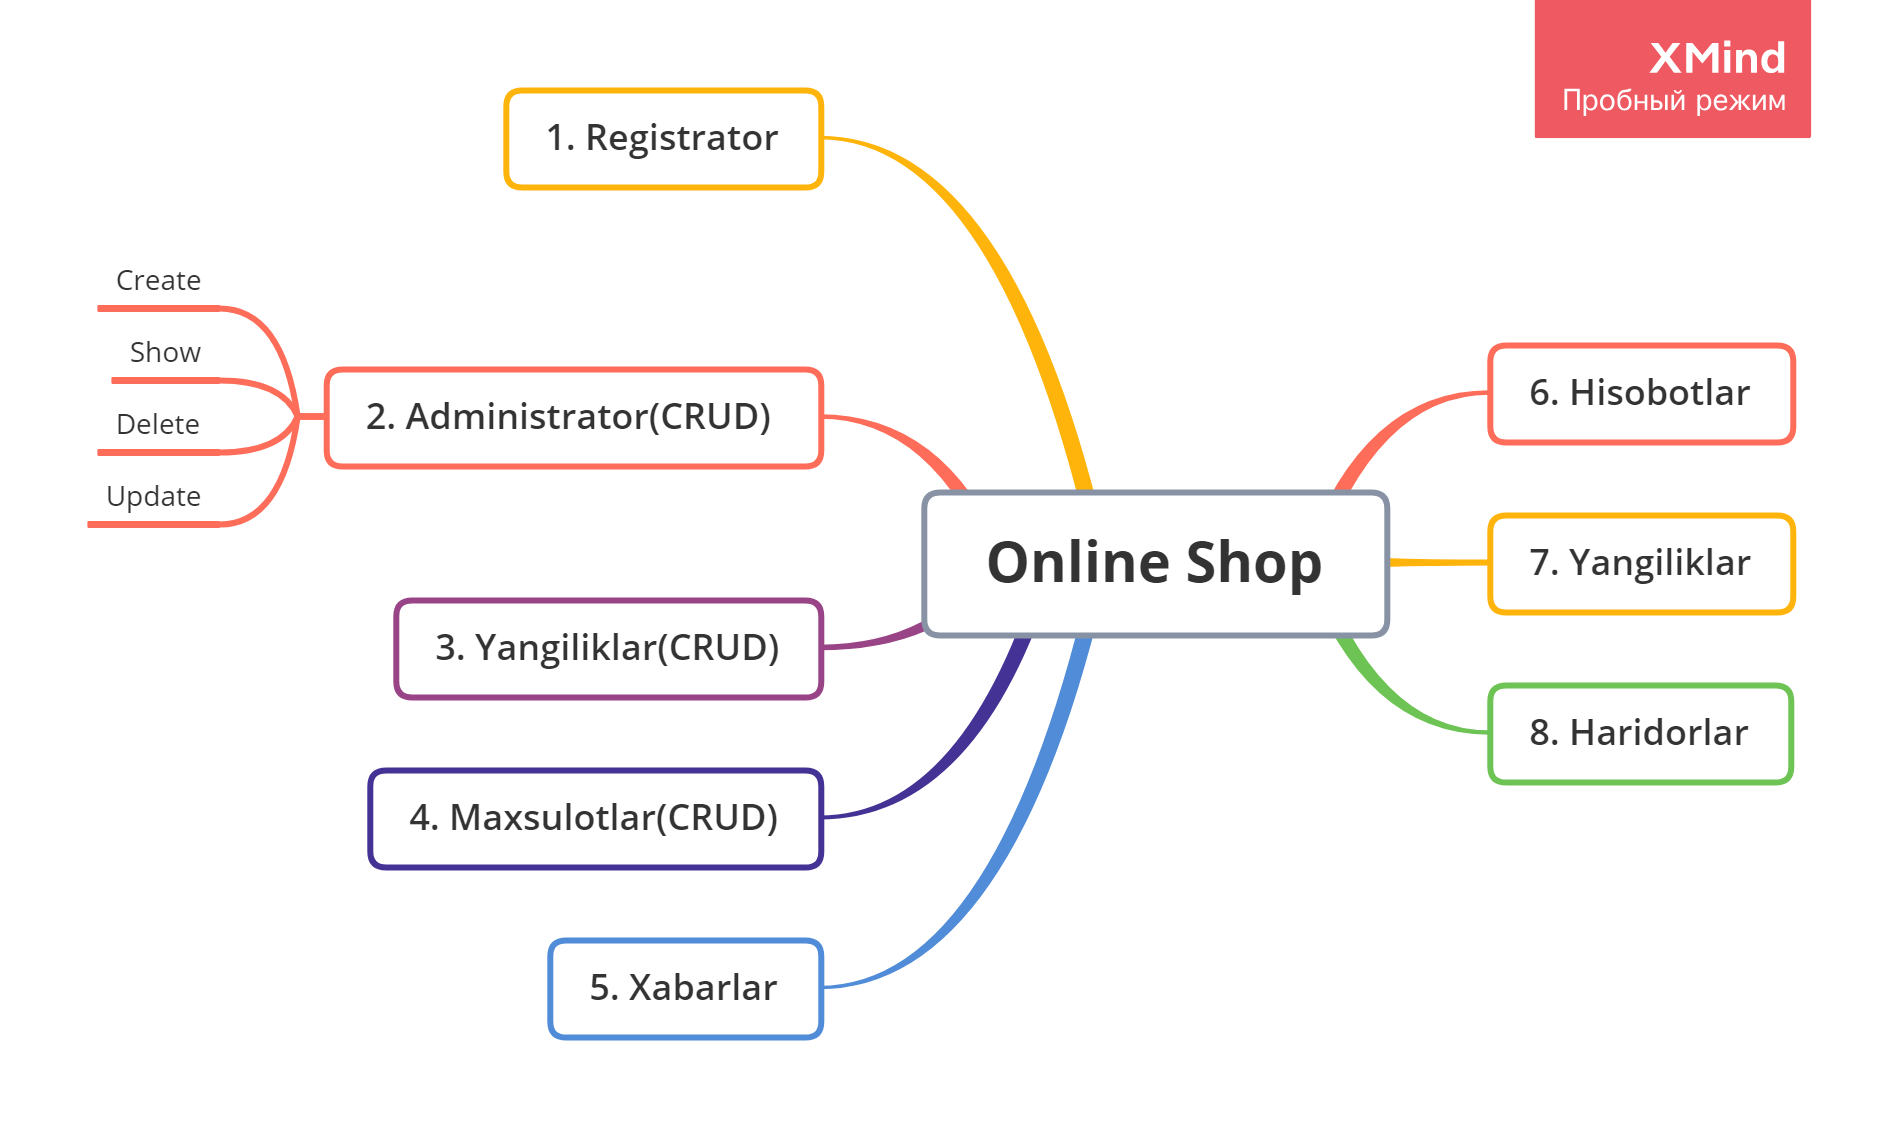 XMind
Пробный режим
1. Registrator
Create
Show
Delete
Update
2. Administrator(CRUD)
3. Yangiliklar(CRUD)
4. Maxsulotlar(CRUD)
5. Xabarlar
Online Shop
6. Hisobotlar
7. Yangiliklar
8. Haridorlar